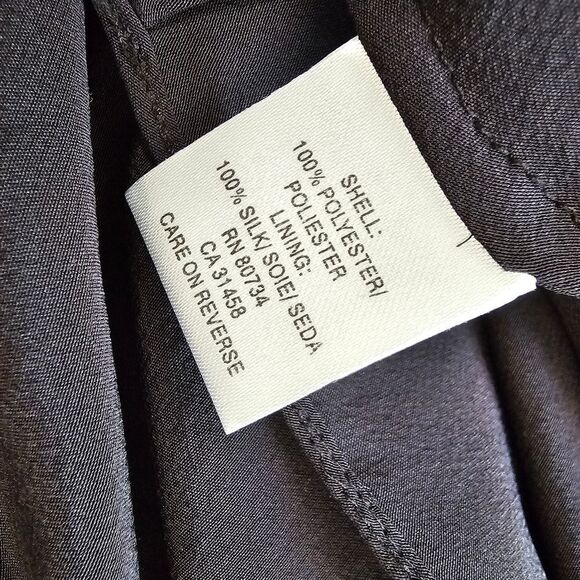 SHELL:
100% POLYESTER/
POLIESTER
LINING:
100% SILK/ SOIE/ SEDA
RN 80734
CA 31458
CARE ON REVERSE